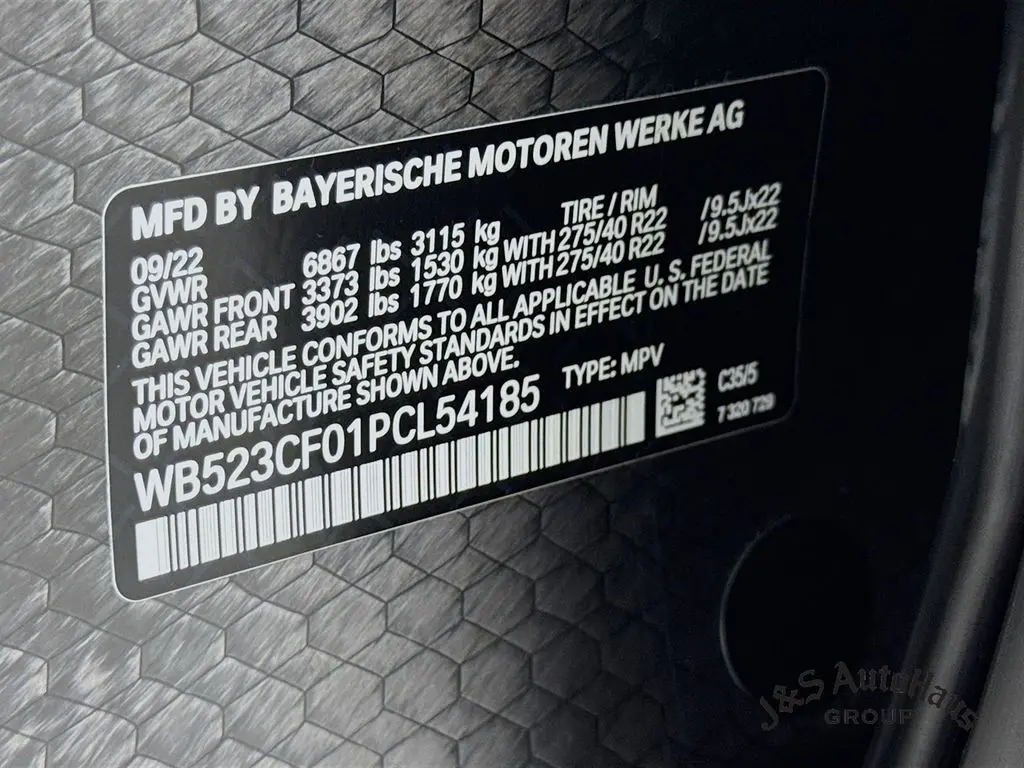 MFD BY BAYERISCHE MOTOREN WERKE AG
09/22 TIRE / RIM
GVWR 6867 lbs 3115 kg
GAWR FRONT 3373 lbs 1530 kg WITH 275/40 R22 /9.5Jx22
GAWR REAR 3902 lbs 1770 kg WITH 275/40 R22 /9.5Jx22
THIS VEHICLE CONFORMS TO ALL APPLICABLE U. S. FEDERAL
MOTOR VEHICLE SAFETY STANDARDS IN EFFECT ON THE DATE
OF MANUFACTURE SHOWN ABOVE.
WB523CF01PCL54185 TYPE: MPV
C35/5
7 320 729
J&S AutoHaus
GROUP